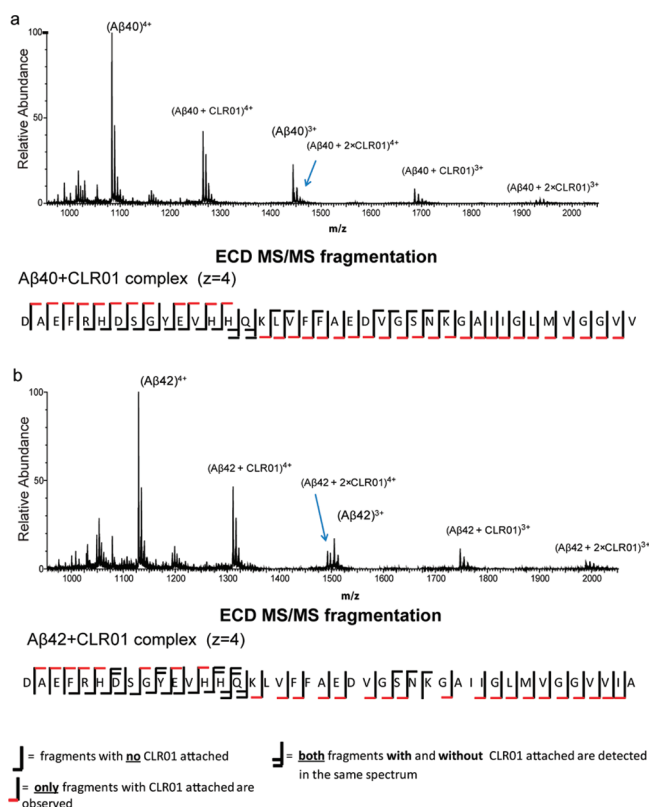 a
(Aβ40)4+
100
(Aβ40 + CLR01)4+
(Aβ40)3+
(Aβ40 + 2×CLR01)4+
50
(Aβ40 + CLR01)3+
(Aβ40 + 2×CLR01)3+
0
Relative Abundance
1000 1100 1200 1300 1400 1500 1600 1700 1800 1900 2000
m/z
ECD MS/MS fragmentation
Aβ40+CLR01 complex (z=4)
D A E F R H D S G Y E V H H Q K L V F F A E D V G S N K G A I I G L M V G G V V
b
(Aβ42)4+
100
(Aβ42 + CLR01)4+
(Aβ42 + 2×CLR01)4+
50
(Aβ42)3+
(Aβ42 + CLR01)3+
(Aβ42 + 2×CLR01)3+
0
Relative Abundance
1000 1100 1200 1300 1400 1500 1600 1700 1800 1900 2000
m/z
ECD MS/MS fragmentation
Aβ42+CLR01 complex (z=4)
D A E F R H D S G Y E V H H Q K L V F F A E D V G S N K G A I I G L M V G G V V I A
= fragments with no CLR01 attached
= both fragments with and without CLR01 attached are detected
in the same spectrum
= only fragments with CLR01 attached are
observed